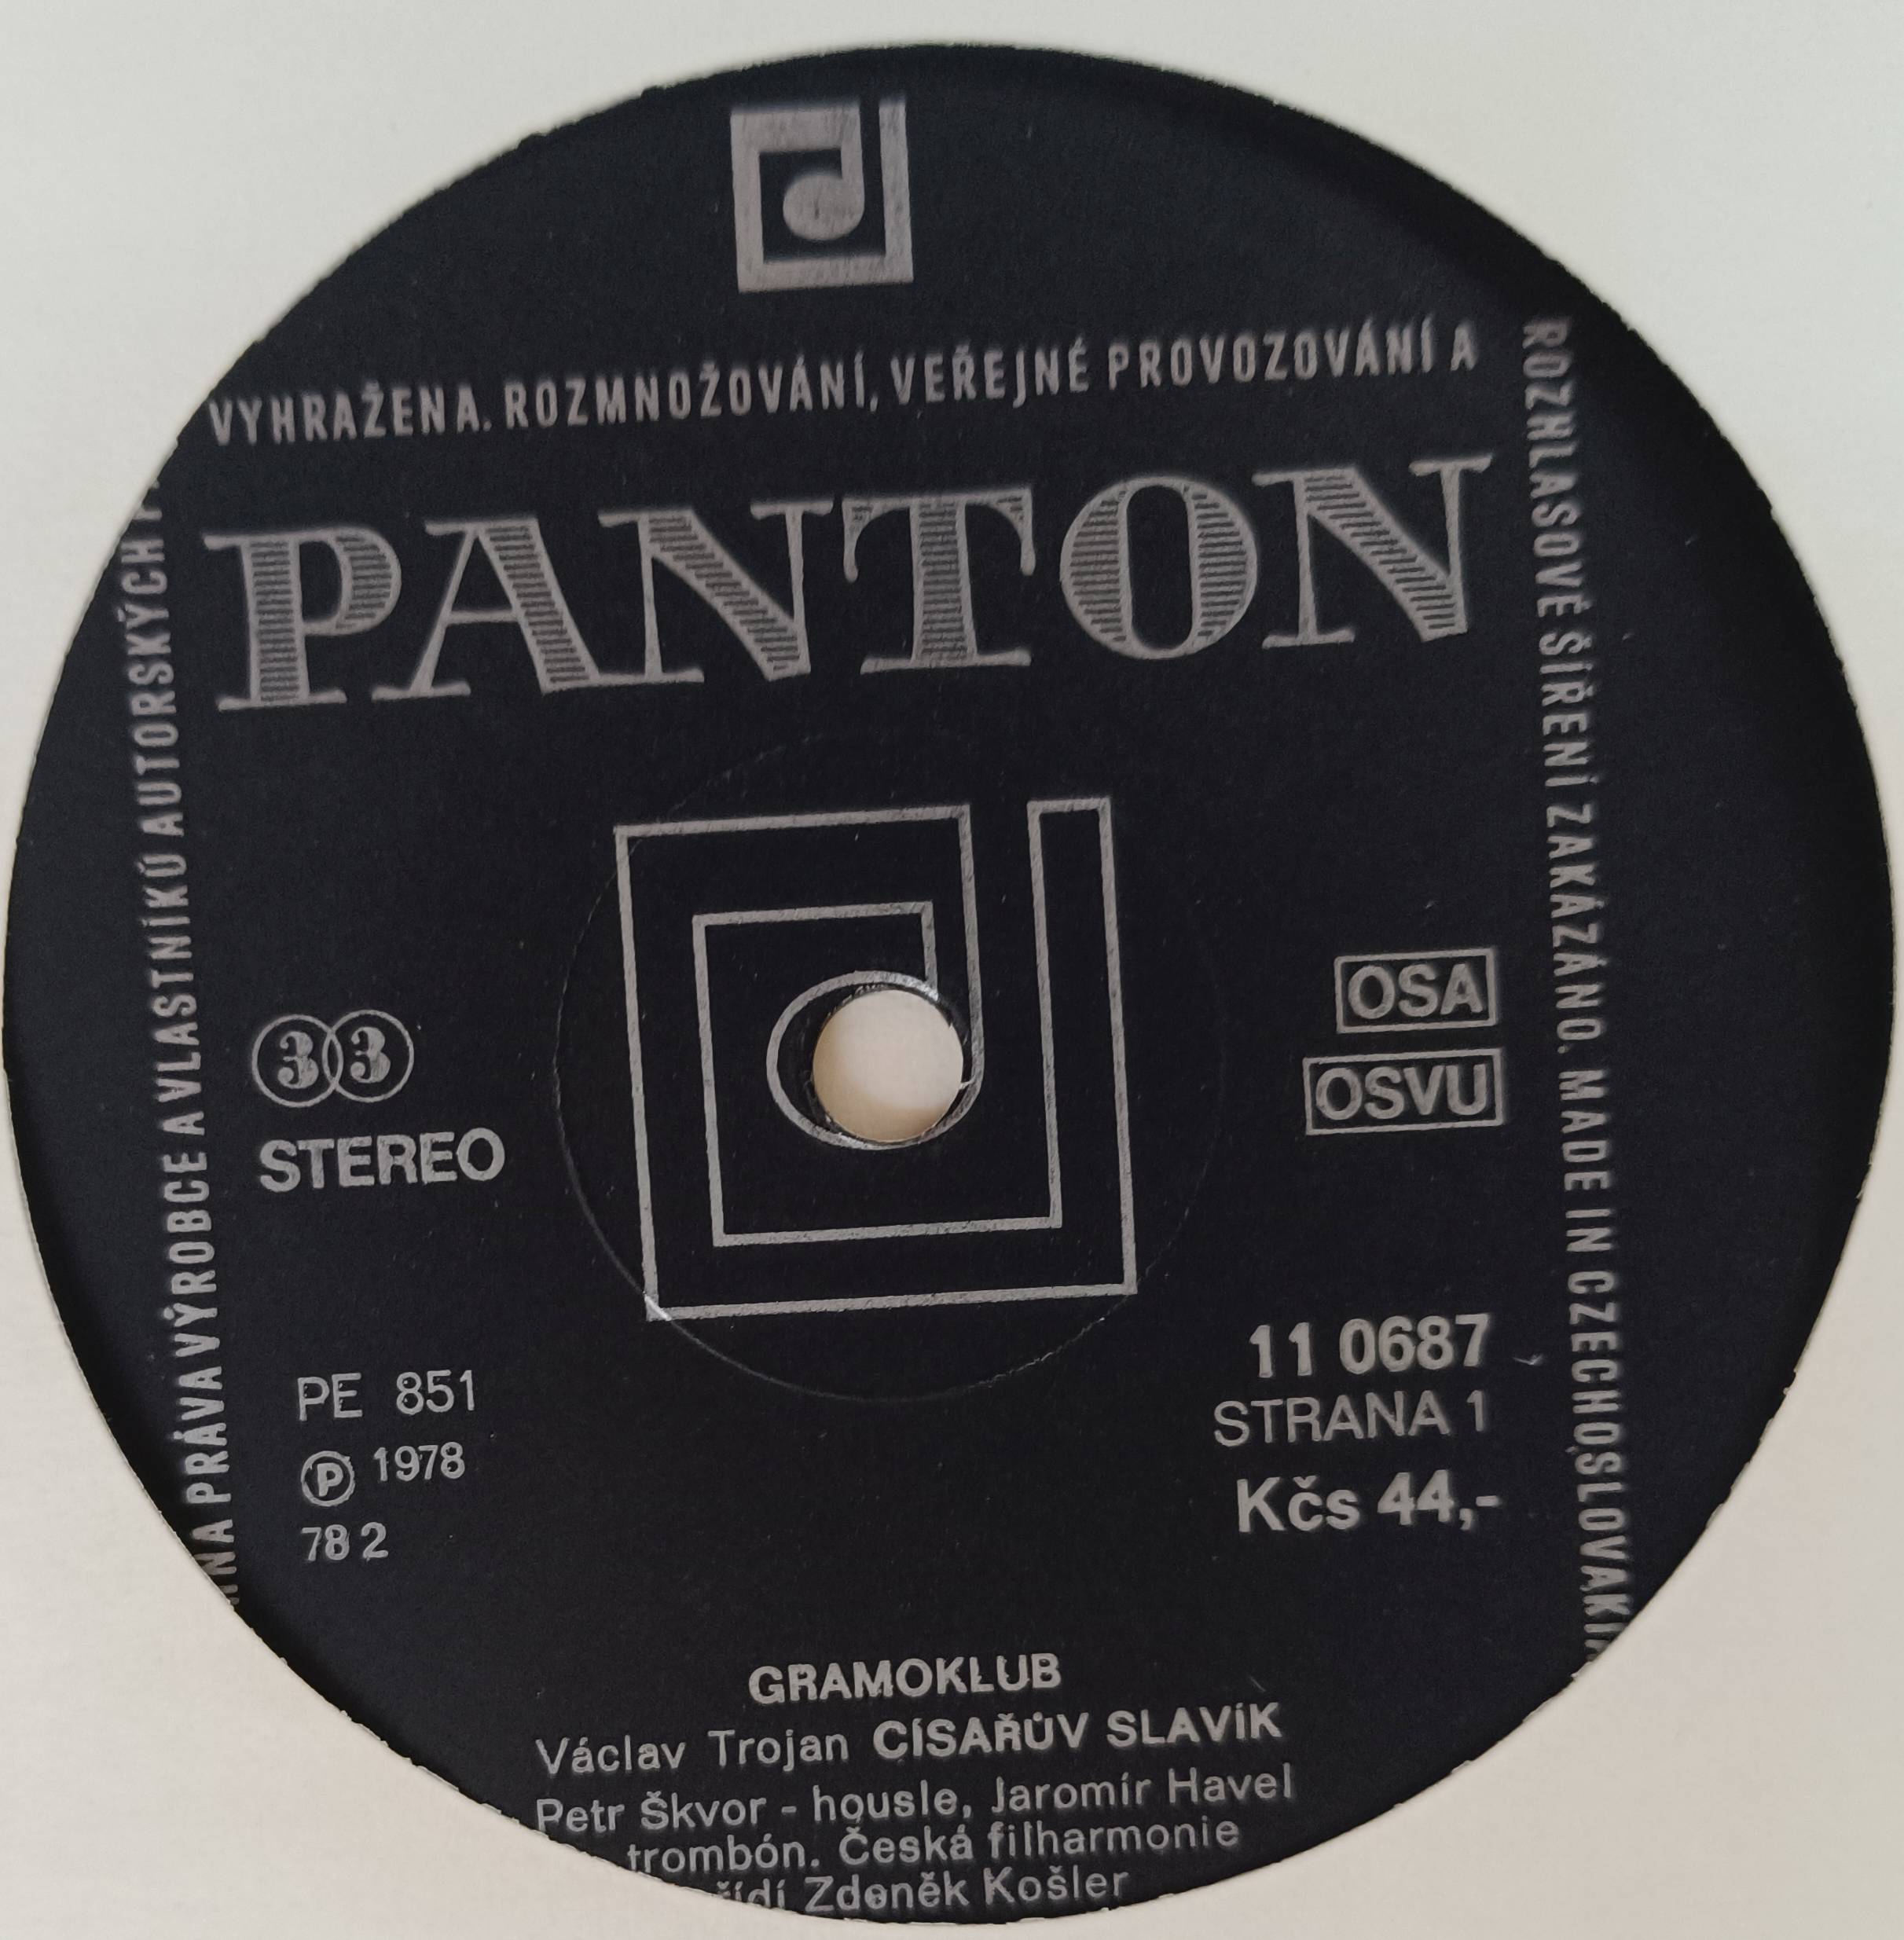 VYHRAŽENA. ROZMNOŽOVÁNÍ, VEŘEJNÉ PROVOZOVÁNÍ A
ROZHLASOVÉ ŠÍŘENÍ ZAKÁZÁNO. MADE IN CZECHOSLOVAKIA
PRÁVA VÝROBCE A VLASTNÍKŮ AUTORSKÝCH
PANTON
33
STEREO
OSA
OSVU
PE 851
Ⓟ 1978
78 2
11 0687
STRANA 1
Kčs 44,-
GRAMOKLUB
Václav Trojan CÍSAŘŮV SLAVÍK
Petr Škvor - housle, Jaromír Havel
trombón. Česká filharmonie
řídí Zdeněk Košler